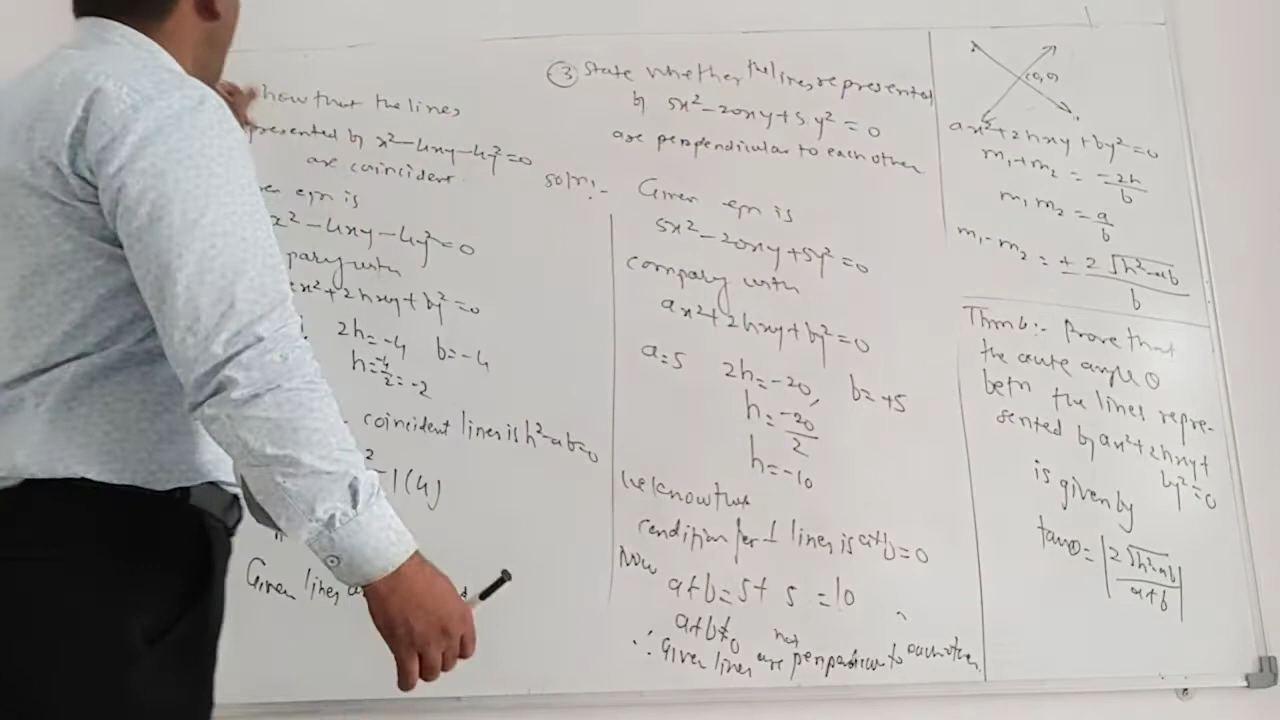 how that the lines
presented by x²-4xy-4y²=0
are coincident
en eqn is
x²-4xy-4y²=0
pary with
x²+2hxy+by²=0
2h=-4 b=-4
h=-4/2=-2
coincident lines is h²-ab=0
-1(4)
Given lines
③ State whether the lines represented
by 5x²-20xy+5y²=0
are perpendicular to each other
soln:- Given eqn is
5x²-20xy+5y²=0
compary with
ax²+2hxy+by²=0
a=5 2h=-20, b=+5
h=-20/2
h=-10
We know that
condition for ⊥ lines is a+b=0
Now a+b=5+5=10
a+b≠0
∴ Given lines are not perpendicular to each other
(0,0)
ax²+2hxy+by²=0
m₁+m₂=-2h/b
m₁m₂=a/b
m₁-m₂=±2√h²-ab/b
Thm 6:- Prove that
the acute angle θ
betn the lines repre-
sented by ax²+2hxy+
by²=0
is given by
tanθ=|2√h²-ab/a+b|